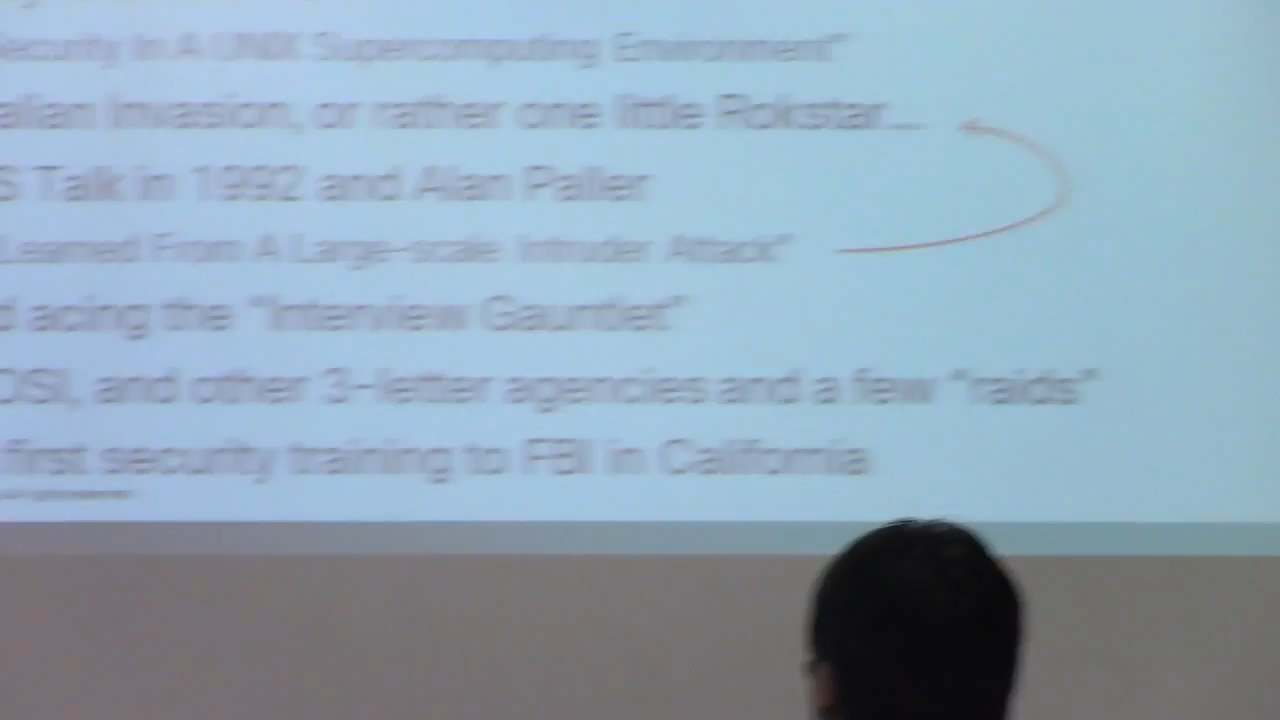 Security In A UNIX Supercomputing Environment"
alian Invasion, or rather one little Rokstar...
S Talk in 1992 and Alan Paller
Learned From A Large-scale Intruder Attack"
d acing the "Interview Gauntlet"
OSI, and other 3-letter agencies and a few "raids"
first security training to FBI in California